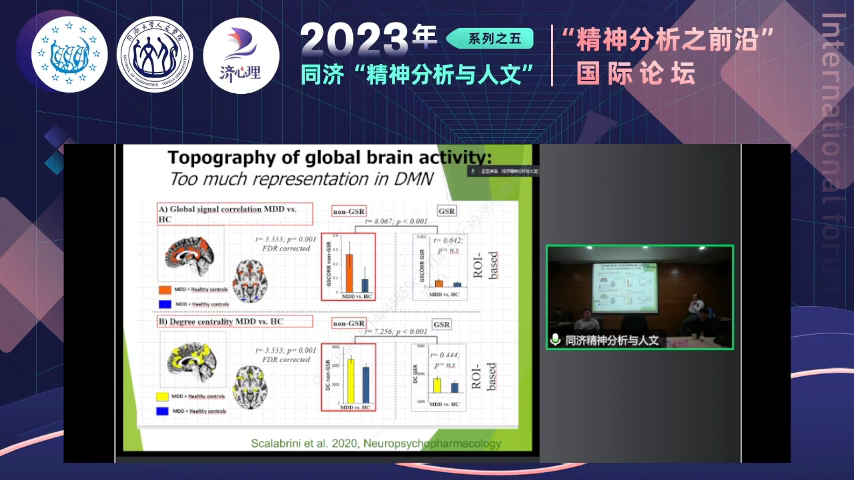 2023年
系列之五
同济“精神分析与人文”
“精神分析之前沿”
国际论坛
International forum
济心理
Topography of global brain activity:
Too much representation in DMN
A) Global signal correlation MDD vs.
HC
non-GSR
GSR
t= 8.067; p < 0.001
t= 3.333; p= 0.001
FDR corrected
t= 0.642;
p= n.s
GSCORR non-GSR
GSCORR GSR
ROI-
based
MDD vs. HC
MDD vs. HC
MDD > Healthy controls
MDD < Healthy controls
B) Degree centrality MDD vs. HC
non-GSR
GSR
t= 7.256; p < 0.001
t= 3.333; p= 0.001
FDR corrected
t= 0.444;
p= n.s
DC non-GSR
DC GSR
ROI-
based
MDD vs. HC
MDD vs. HC
MDD > Healthy controls
MDD < Healthy controls
Scalabrini et al. 2020, Neuropsychopharmacology
同济精神分析与人文